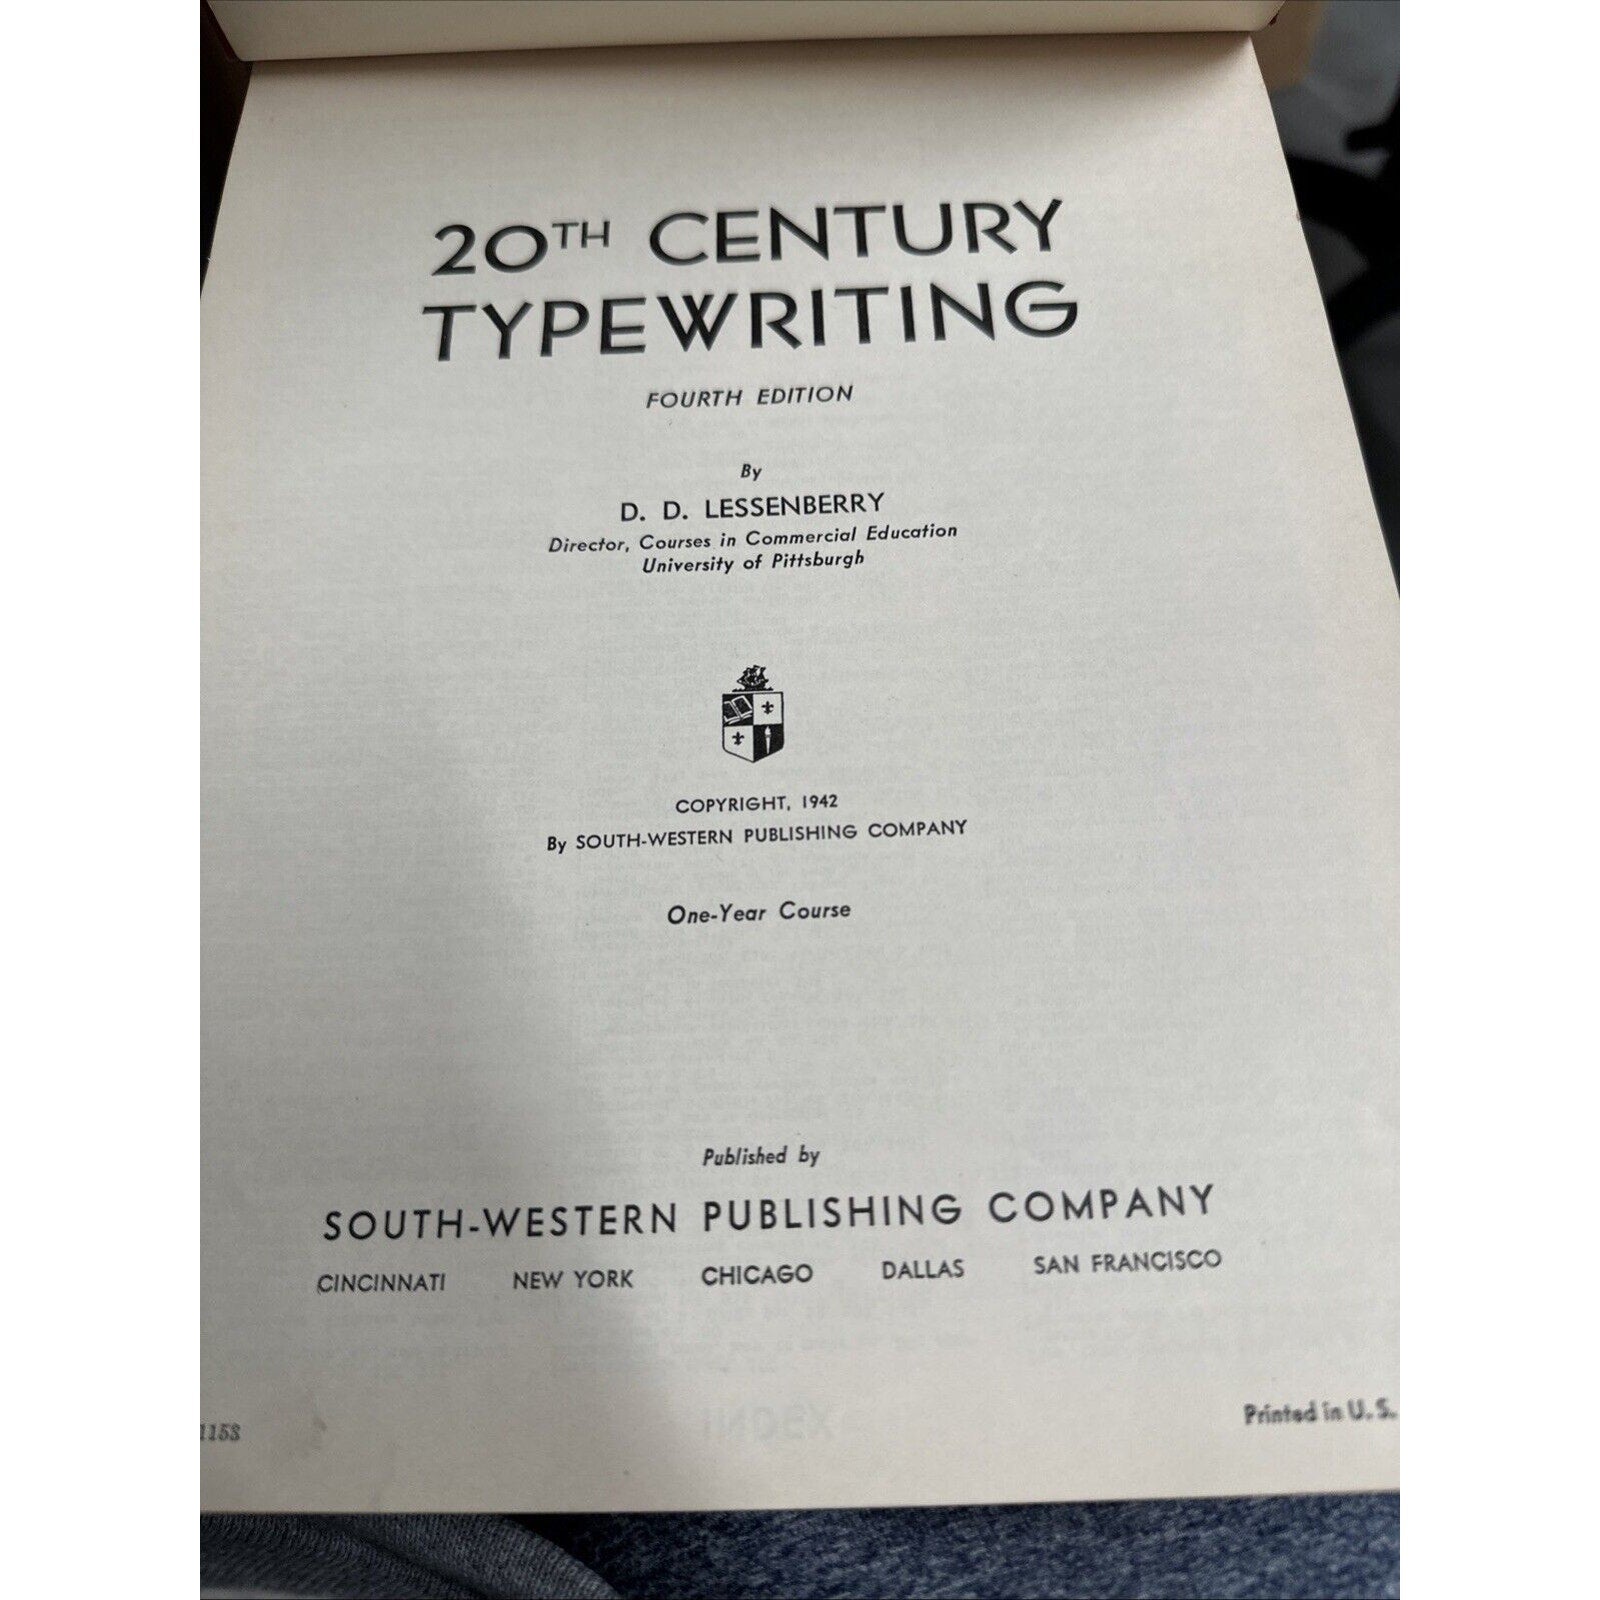 20TH CENTURY
TYPEWRITING
FOURTH EDITION
By
D. D. LESSENBERRY
Director, Courses in Commercial Education
University of Pittsburgh
COPYRIGHT, 1942
By SOUTH-WESTERN PUBLISHING COMPANY
One-Year Course
Published by
SOUTH-WESTERN PUBLISHING COMPANY
CINCINNATI NEW YORK CHICAGO DALLAS SAN FRANCISCO
Printed in U. S.
1153
INDEX